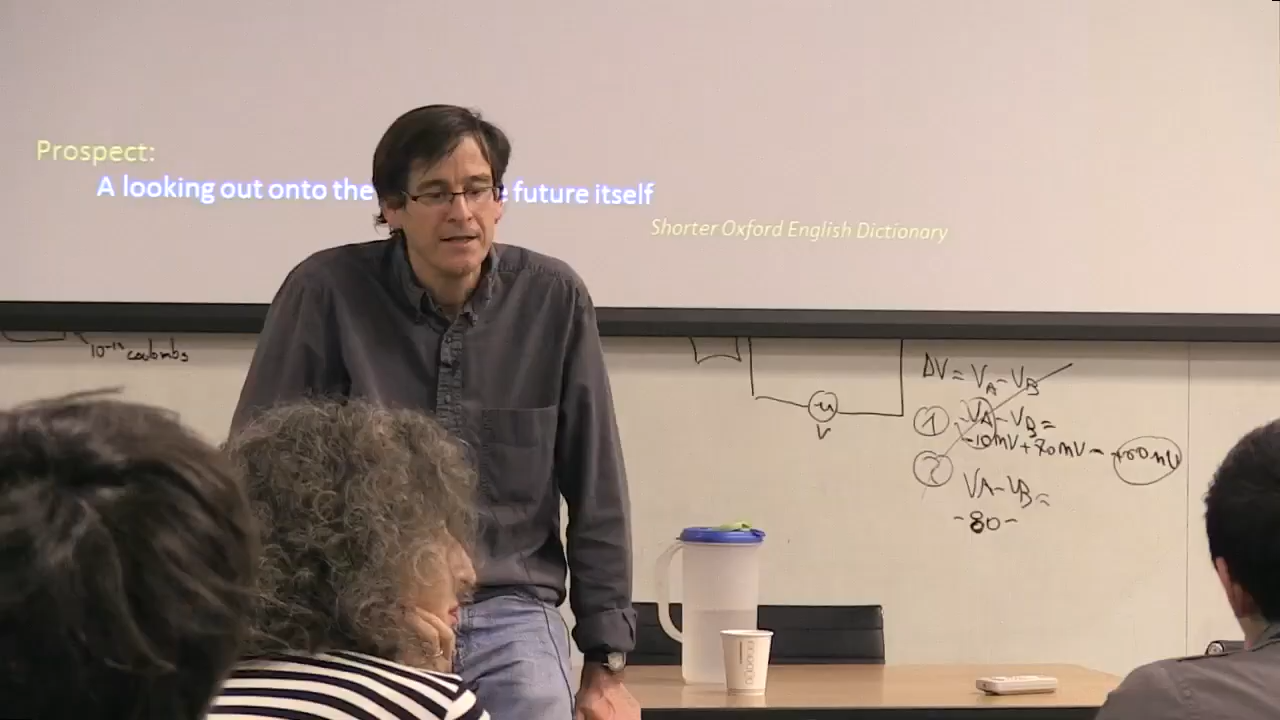 Prospect:
A looking out onto the future itself
Shorter Oxford English Dictionary
10⁻¹² coulombs
V
ΔV = VA-VB
1 VA-VB=
-10mV+70mV=
2 VA-VB=
-80-